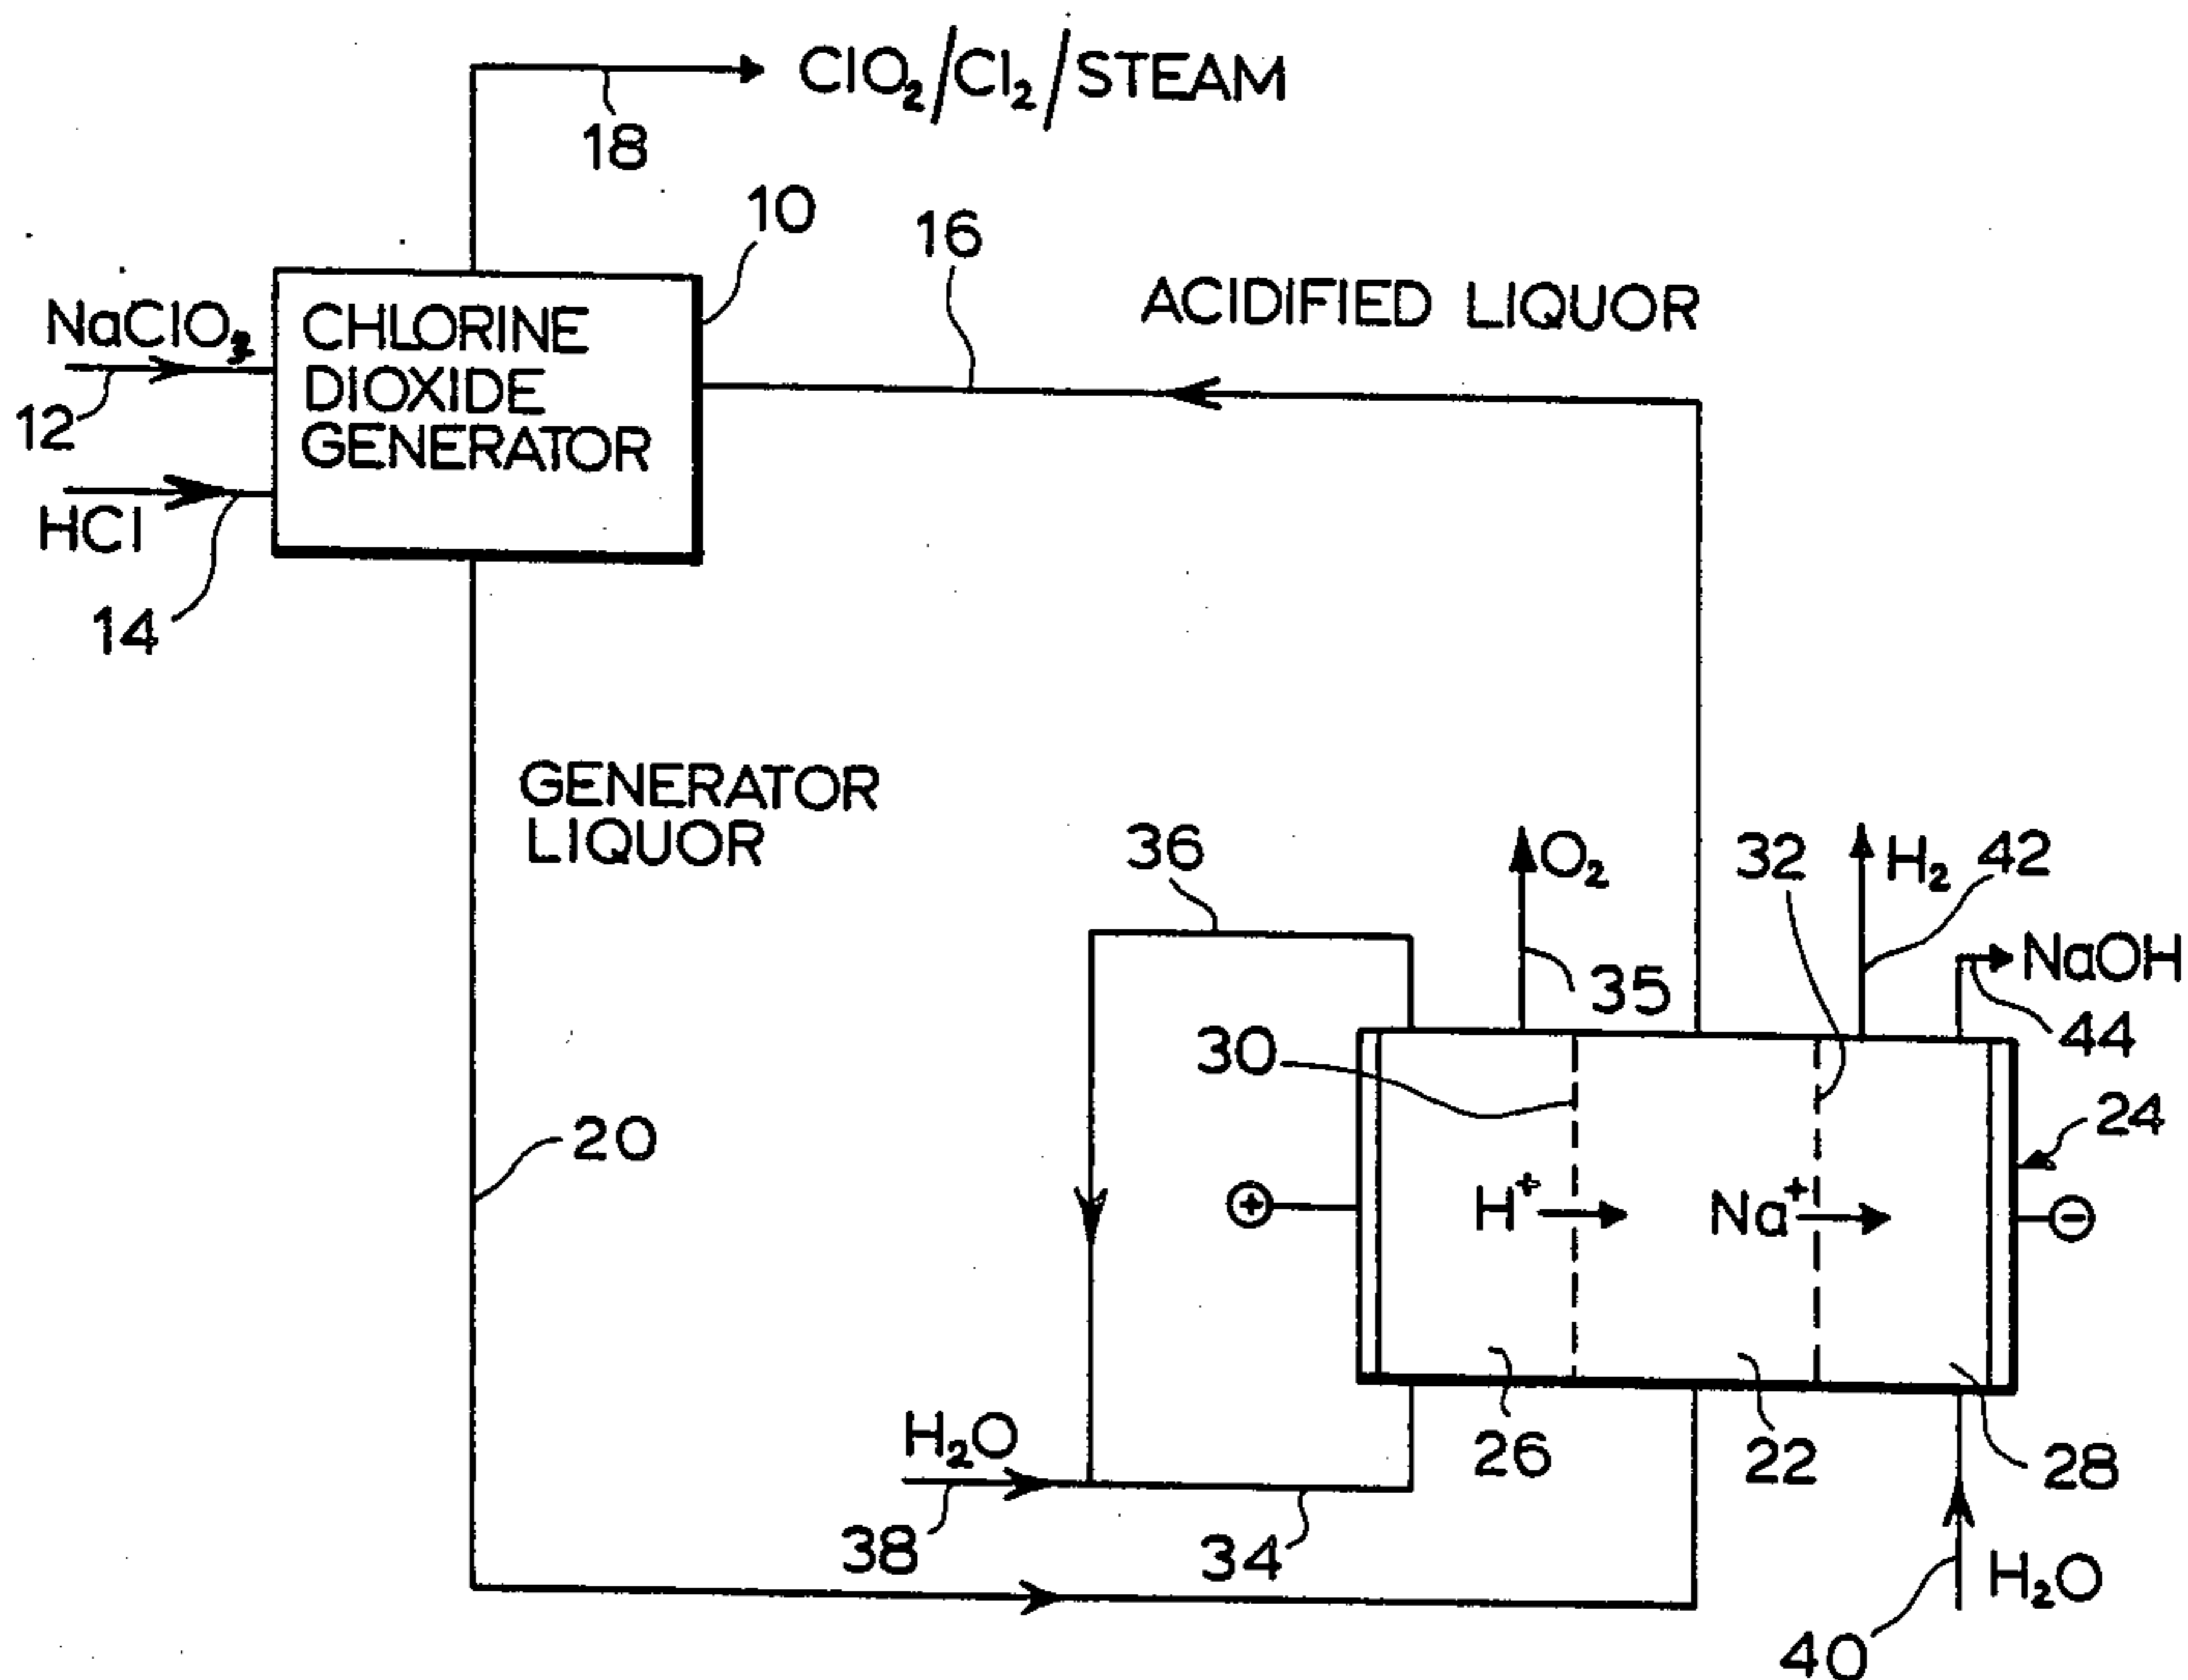 ClO₂/Cl₂/STEAM
18
10
16
ACIDIFIED LIQUOR
NaClO₃
12
CHLORINE
DIOXIDE
GENERATOR
HCl
14
GENERATOR
LIQUOR
36
O₂
35
32
H₂
42
NaOH
44
30
24
20
+
H⁺
Na⁺
−
H₂O
38
34
26
22
28
H₂O
40